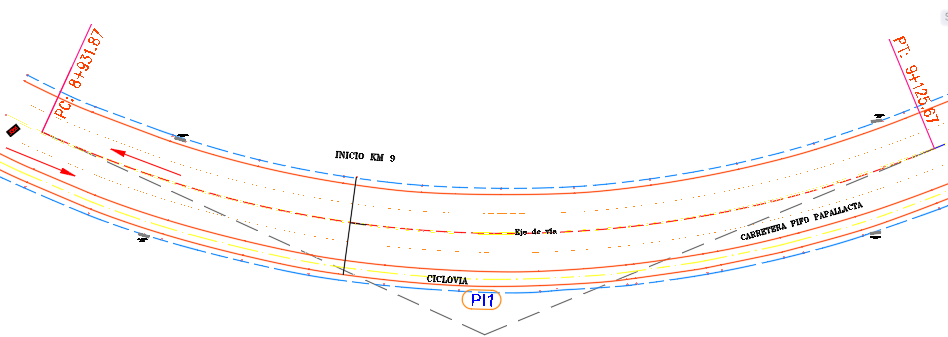 PC: 8+931.87
PT: 9+125.67
INICIO KM 9
Eje de via
CARRETERA PIFO PAPALLACTA
CICLOVIA
PI1